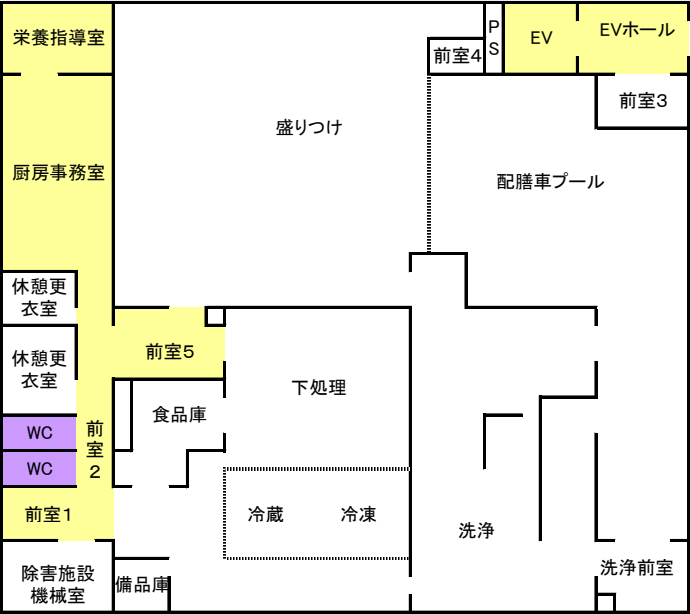 栄養指導室
P
S
EV
EVホール
前室4
前室3
盛りつけ
厨房事務室
配膳車プール
休憩更
衣室
前室5
休憩更
衣室
下処理
食品庫
WC
前
室
2
WC
前室1
冷蔵
冷凍
洗浄
除害施設
機械室
備品庫
洗浄前室